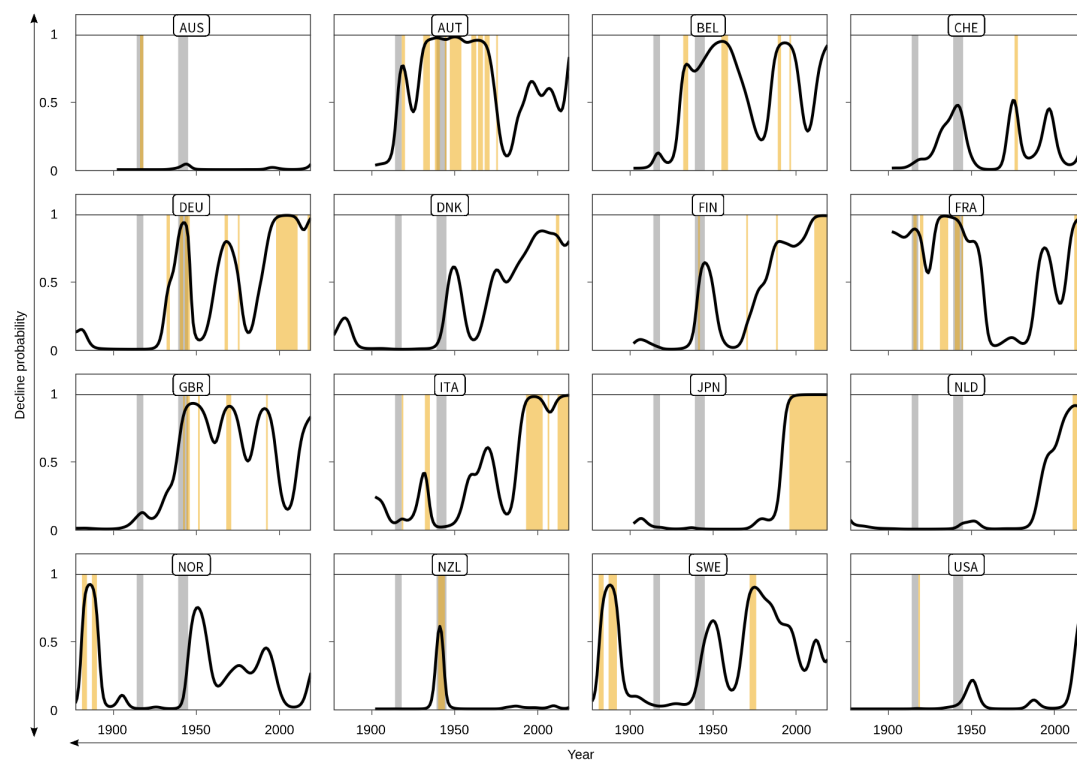 AUS AUT BEL CHE
1
0.5
0
DEU DNK FIN FRA
1
0.5
0
Decline probability
GBR ITA JPN NLD
1
0.5
0
NOR NZL SWE USA
1
0.5
0
1900 1950 2000 1900 1950 2000 1900 1950 2000 1900 1950 2000
Year